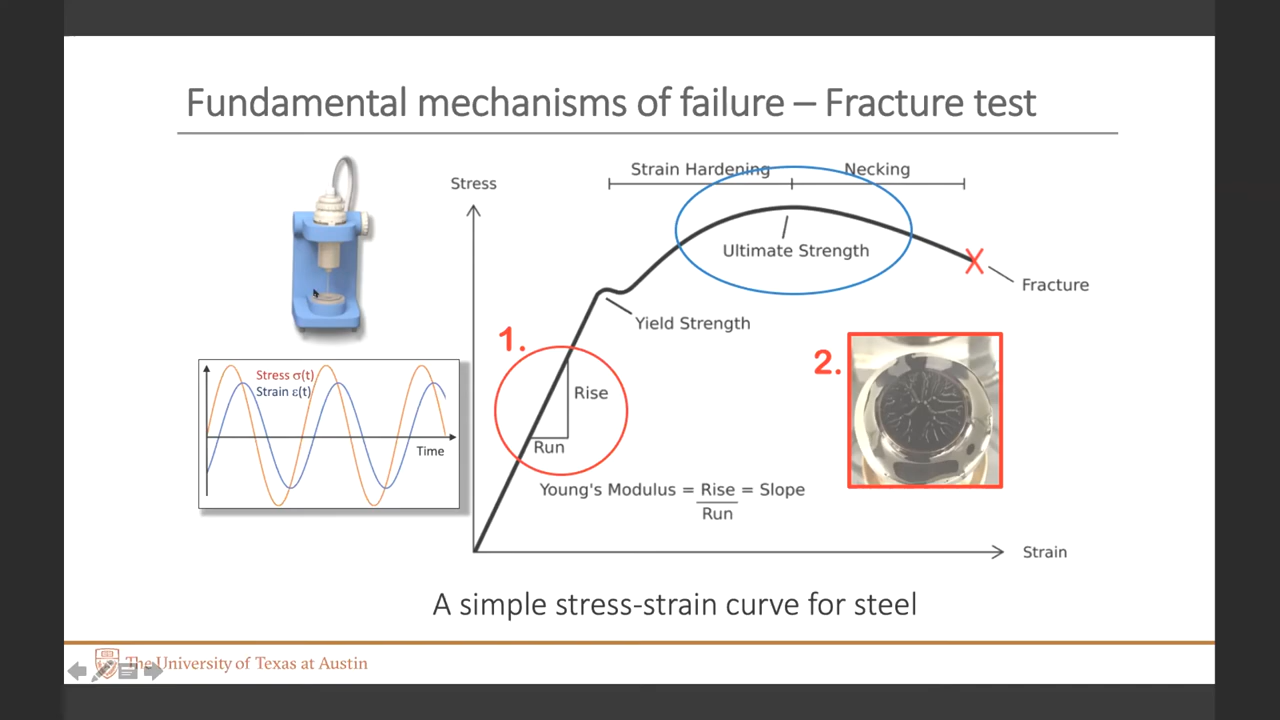 Fundamental mechanisms of failure – Fracture test
Strain Hardening
Necking
Stress
Ultimate Strength
Fracture
Yield Strength
1.
2.
Rise
Run
Stress σ(t)
Strain ε(t)
Time
Young's Modulus = Rise = Slope
Run
Strain
A simple stress-strain curve for steel
The University of Texas at Austin